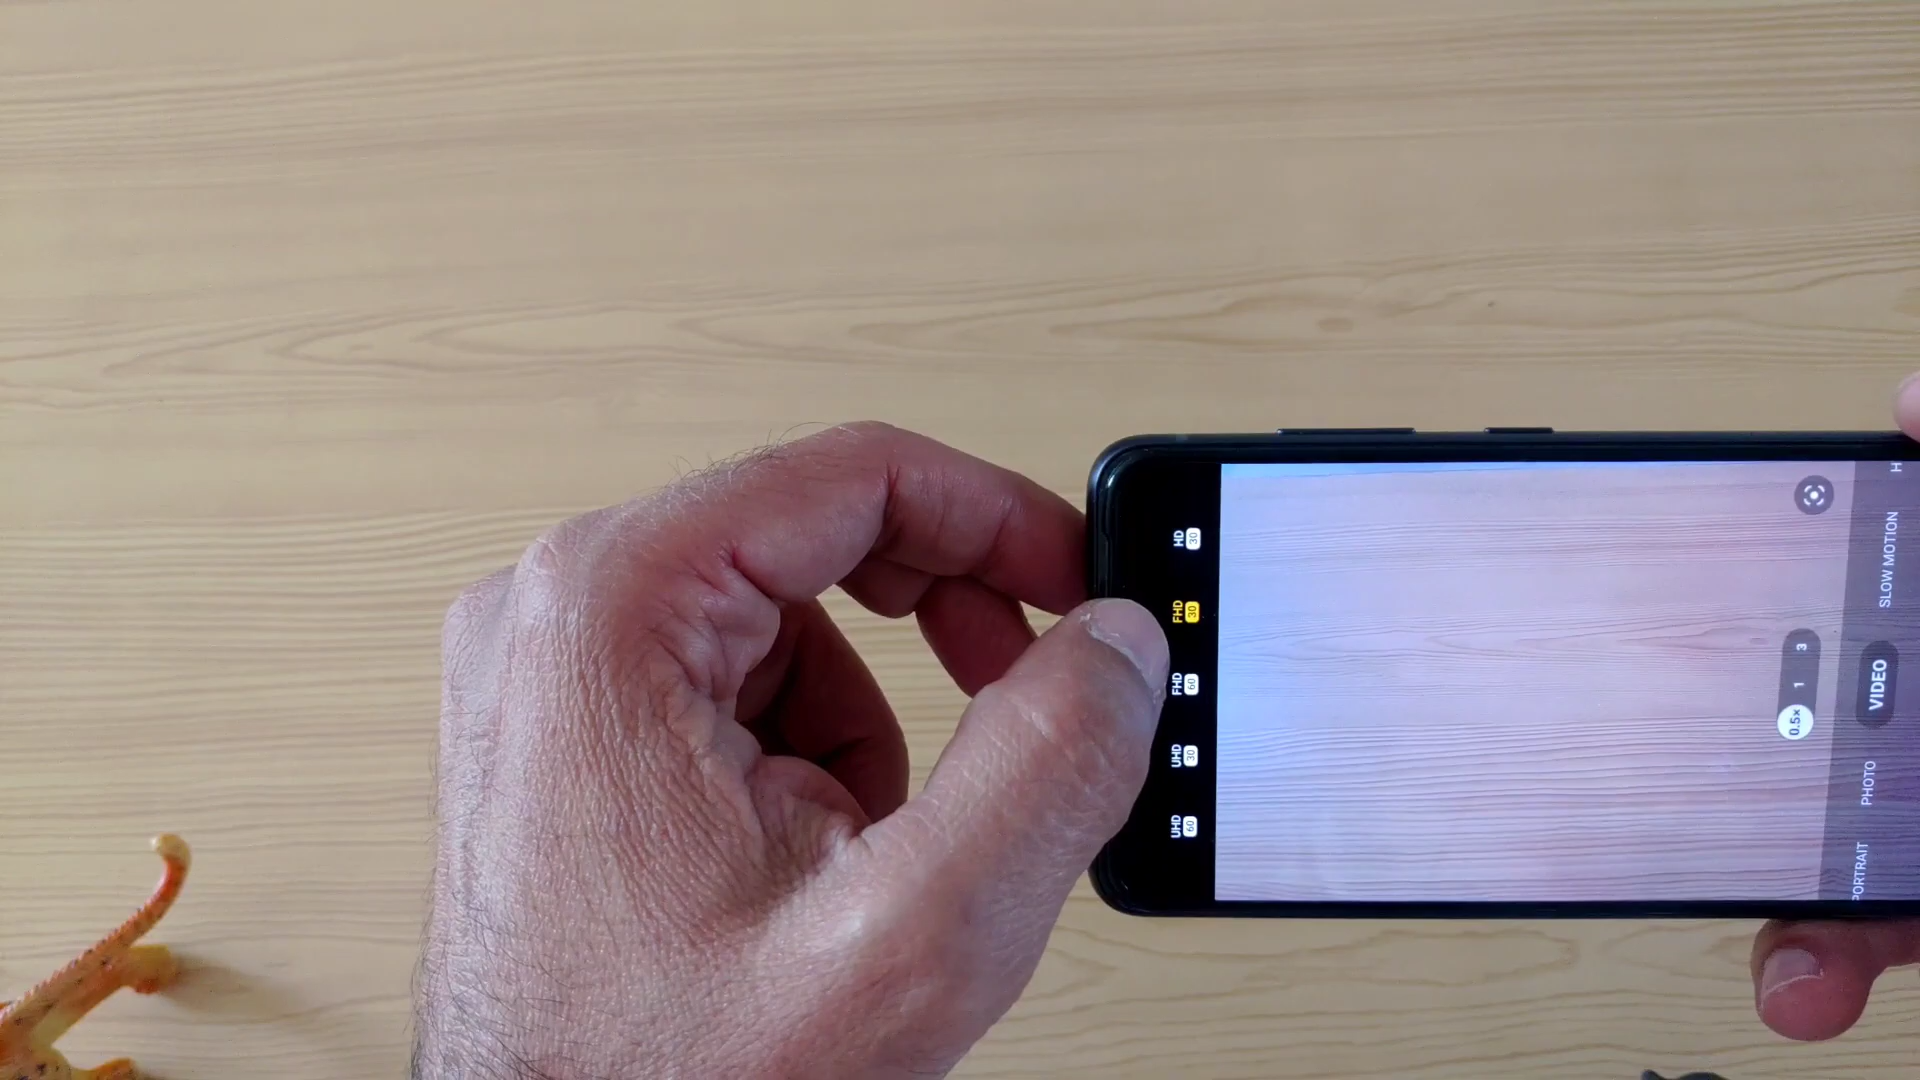 UHD 60
UHD 30
FHD 60
FHD 30
HD 30
0.5×
1
3
PORTRAIT
PHOTO
VIDEO
SLOW MOTION
H